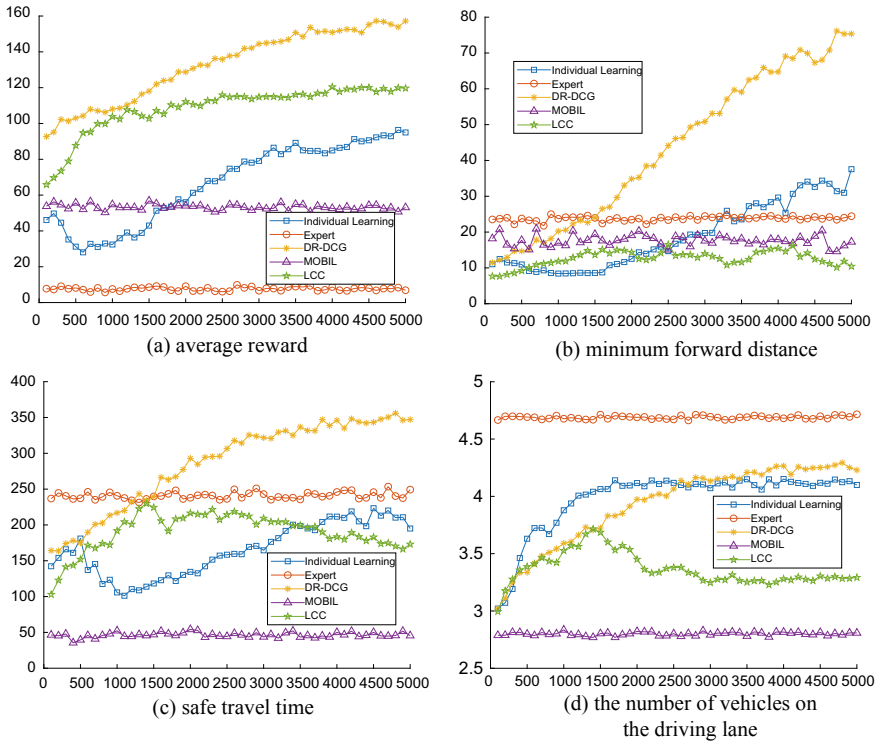 160
140
120
100
80
60
40
20
0
Individual Learning
Expert
DR-DCG
MOBIL
LCC
0 500 1000 1500 2000 2500 3000 3500 4000 4500 5000
(a) average reward
80
70
60
50
40
30
20
10
0
Individual Learning
Expert
DR-DCG
MOBIL
LCC
0 500 1000 1500 2000 2500 3000 3500 4000 4500 5000
(b) minimum forward distance
400
350
300
250
200
150
100
50
0
Individual Learning
Expert
DR-DCG
MOBIL
LCC
0 500 1000 1500 2000 2500 3000 3500 4000 4500 5000
(c) safe travel time
5
4.5
4
3.5
3
2.5
Individual Learning
Expert
DR-DCG
MOBIL
LCC
0 500 1000 1500 2000 2500 3000 3500 4000 4500 5000
(d) the number of vehicles on
the driving lane